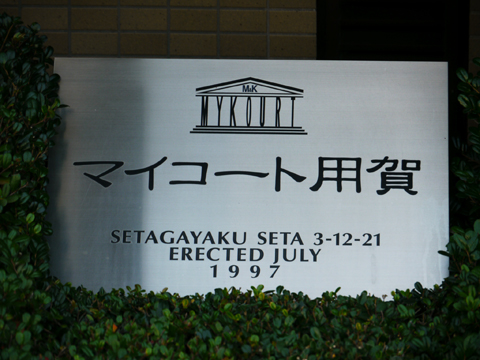 M&K
MYKOURT
マイコート用賀
SETAGAYAKU SETA 3-12-21
ERECTED JULY
1997